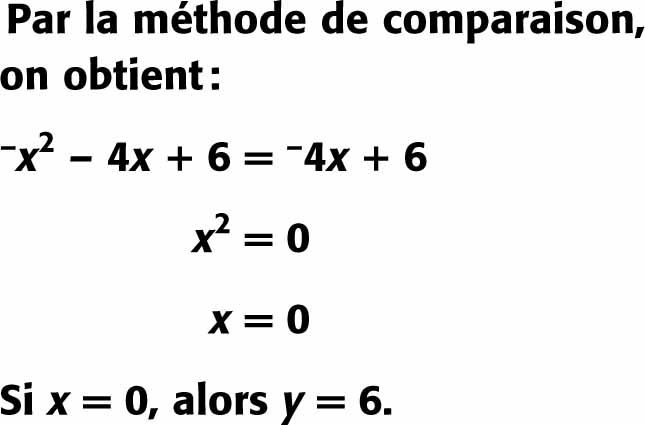 Par la méthode de comparaison,
on obtient :
⁻x² – 4x + 6 = ⁻4x + 6
x² = 0
x = 0
Si x = 0, alors y = 6.